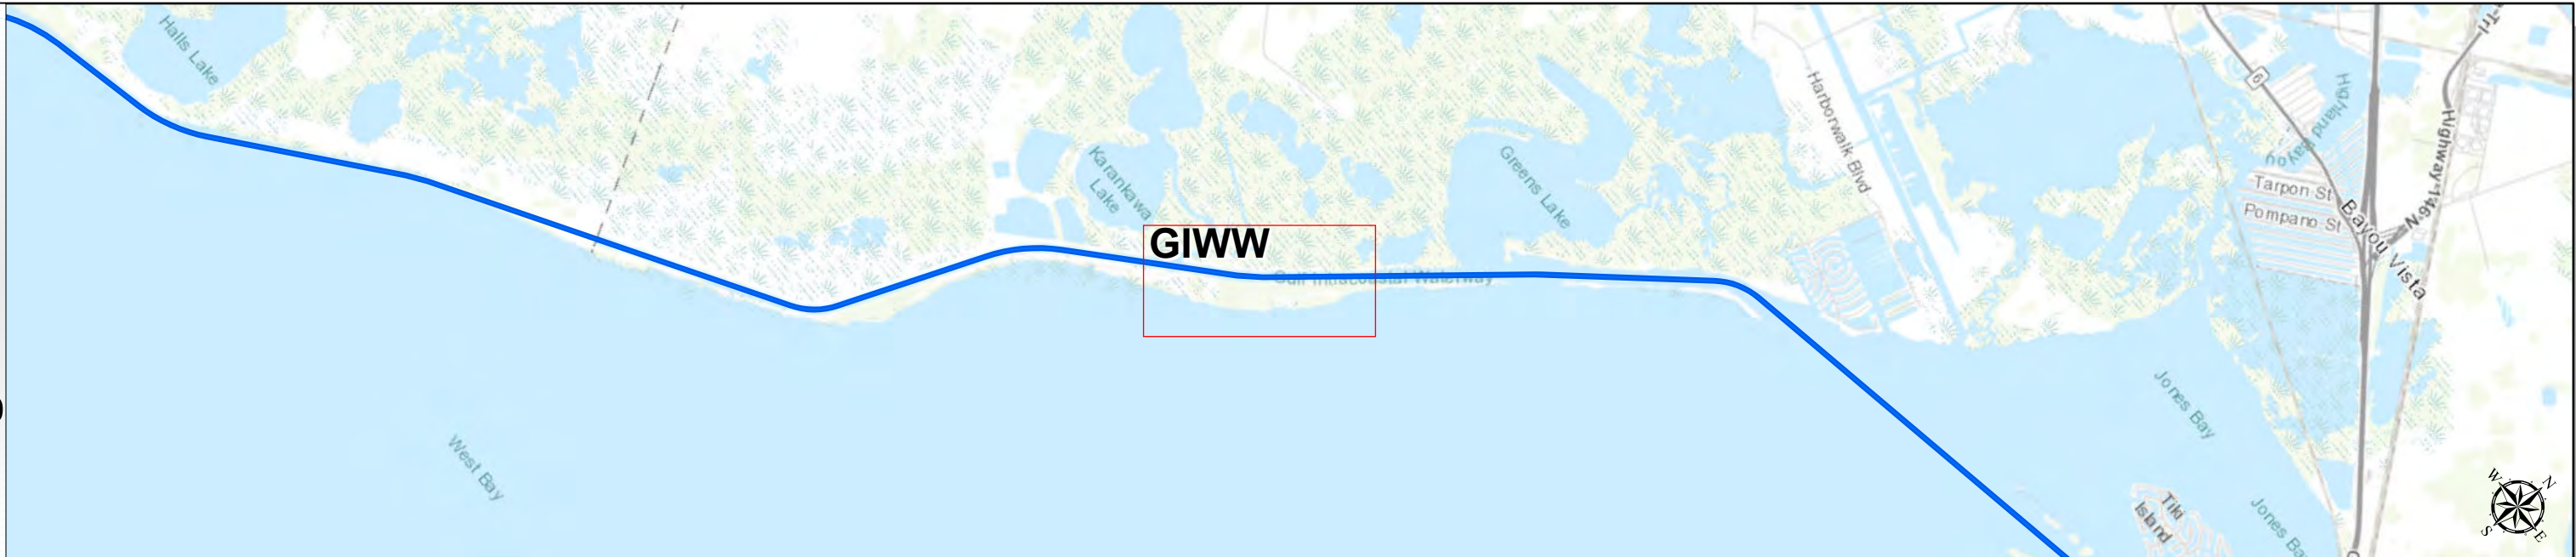 Halls Lake
Karankawa
Lake
GIWW
Gulf Intracoastal Waterway
Greens Lake
Harborwalk Blvd
6
Highland
Bayou
Highway 146 N
Tarpon St
Pompano St
Bayou Vista
West Bay
Jones Bay
Tiki
Island
Jones Ba
W
N
S
E